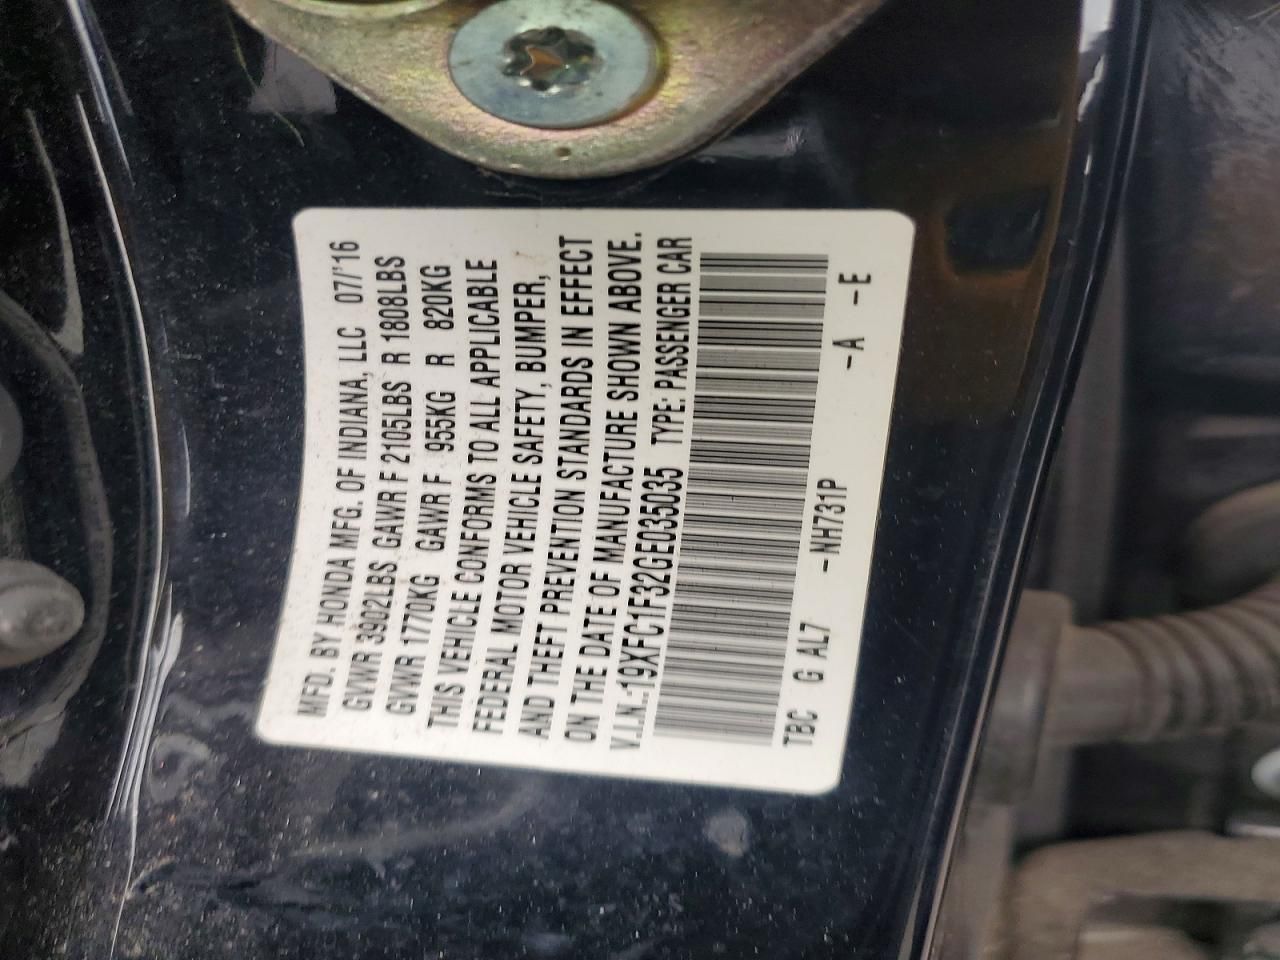 MFD. BY HONDA MFG. OF INDIANA, LLC 07/'16
GVWR 3902LBS GAWR F 2105LBS R 1808LBS
GVWR 1770KG GAWR F 955KG R 820KG
THIS VEHICLE CONFORMS TO ALL APPLICABLE
FEDERAL MOTOR VEHICLE SAFETY, BUMPER,
AND THEFT PREVENTION STANDARDS IN EFFECT
ON THE DATE OF MANUFACTURE SHOWN ABOVE.
V.I.N.:19XFC1F32GE035035 TYPE: PASSENGER CAR
TBC G AL7 -NH731P -A -E